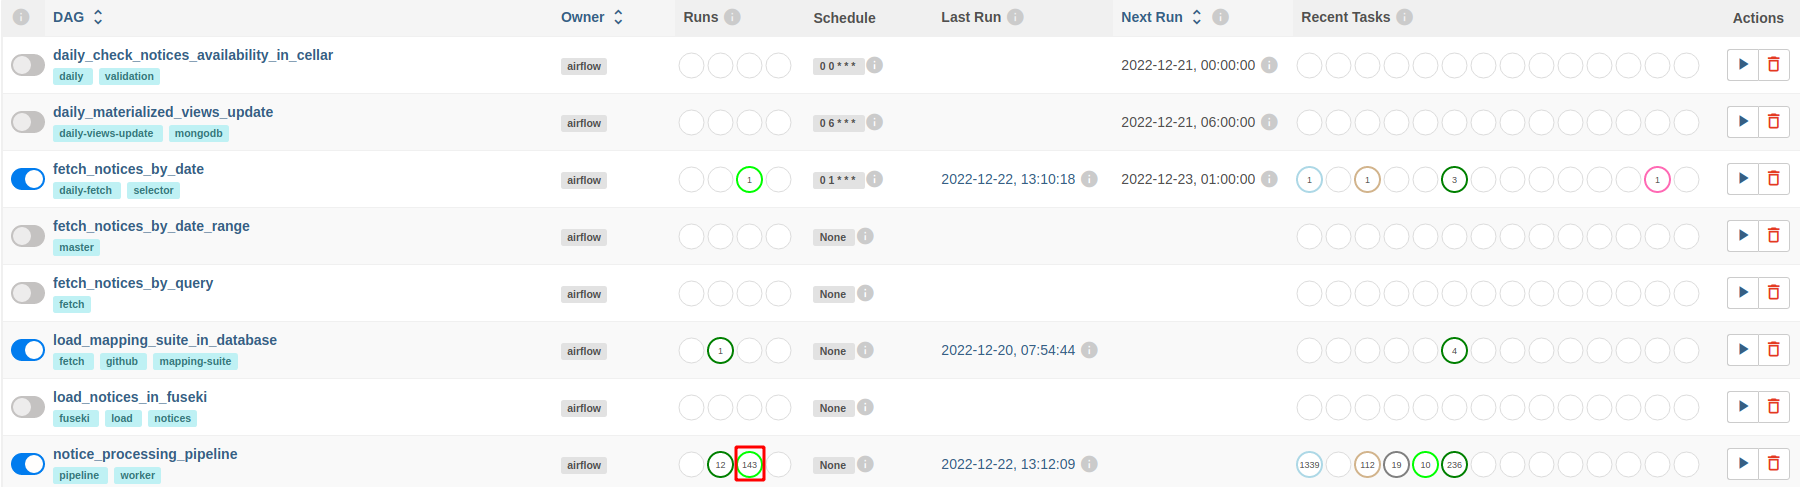 DAG Owner Runs Schedule Last Run Next Run Recent Tasks Actions
daily_check_notices_availability_in_cellar
daily validation airflow 0 0 * * * 2022-12-21, 00:00:00
daily_materialized_views_update
daily-views-update mongodb airflow 0 6 * * * 2022-12-21, 06:00:00
fetch_notices_by_date
daily-fetch selector airflow 1 0 1 * * * 2022-12-22, 13:10:18 2022-12-23, 01:00:00 1 1 3 1
fetch_notices_by_date_range
master airflow None
fetch_notices_by_query
fetch airflow None
load_mapping_suite_in_database
fetch github mapping-suite airflow 1 None 2022-12-20, 07:54:44 4
load_notices_in_fuseki
fuseki load notices airflow None
notice_processing_pipeline
pipeline worker airflow 12 143 None 2022-12-22, 13:12:09 1339 112 19 10 236